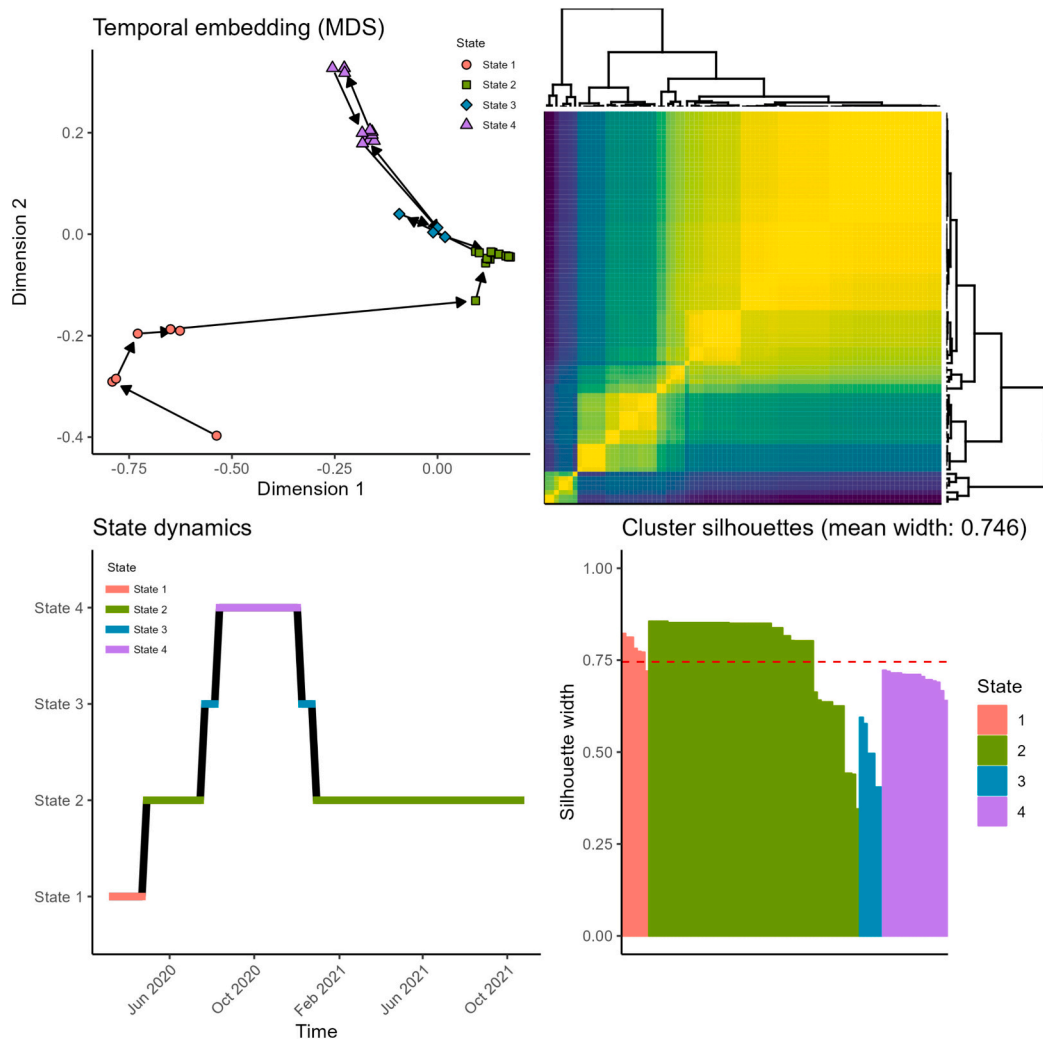 Temporal embedding (MDS)
State
State 1
State 2
State 3
State 4
Dimension 2
0.2
0.0
-0.2
-0.4
-0.75
-0.50
-0.25
0.00
Dimension 1
State dynamics
State
State 1
State 2
State 3
State 4
State 4
State 3
State 2
State 1
Jun 2020
Oct 2020
Feb 2021
Jun 2021
Oct 2021
Time
Cluster silhouettes (mean width: 0.746)
Silhouette width
1.00
0.75
0.50
0.25
0.00
State
1
2
3
4